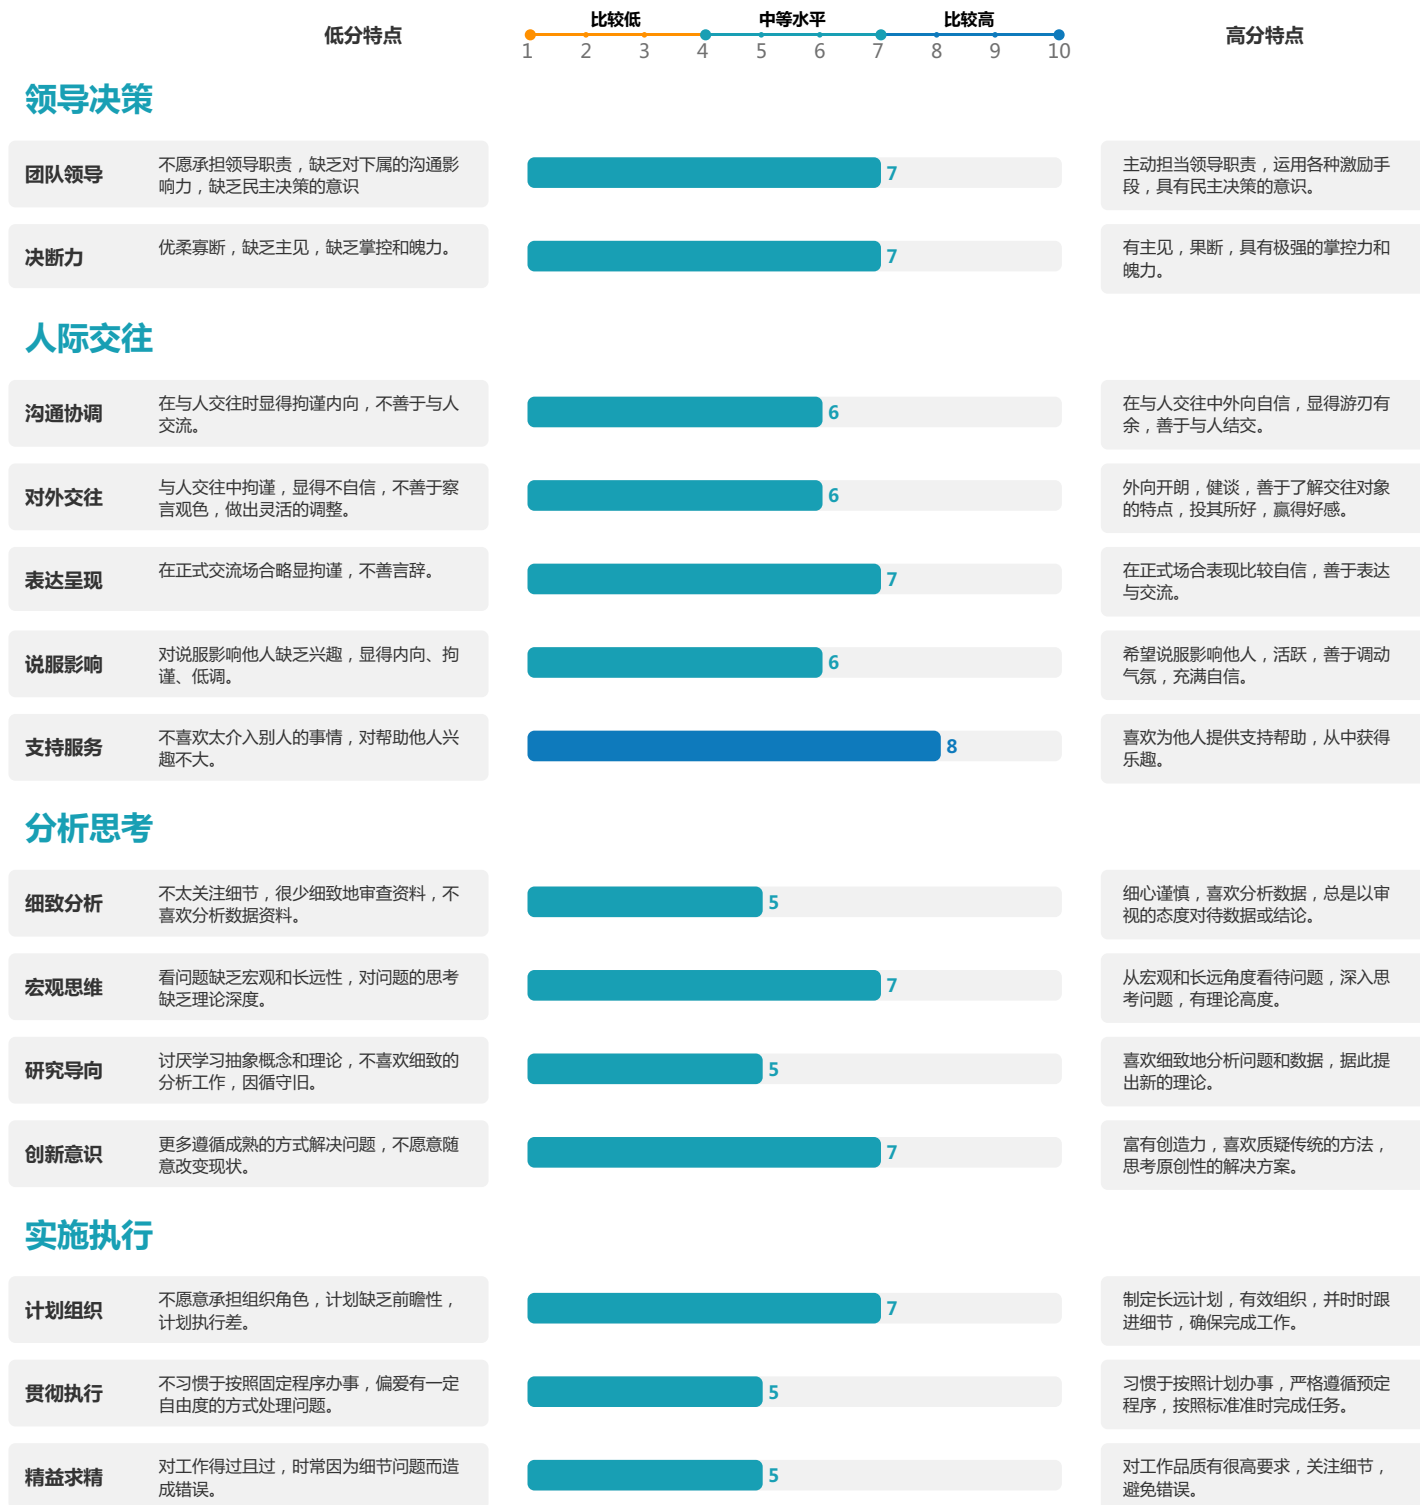 低分特点
比较低 中等水平 比较高
1 2 3 4 5 6 7 8 9 10
高分特点
领导决策
团队领导
不愿承担领导职责，缺乏对下属的沟通影
响力，缺乏民主决策的意识
7
主动担当领导职责，运用各种激励手
段，具有民主决策的意识。
决断力
优柔寡断，缺乏主见，缺乏掌控和魄力。
7
有主见，果断，具有极强的掌控力和
魄力。
人际交往
沟通协调
在与人交往时显得拘谨内向，不善于与人
交流。
6
在与人交往中外向自信，显得游刃有
余，善于与人结交。
对外交往
与人交往中拘谨，显得不自信，不善于察
言观色，做出灵活的调整。
6
外向开朗，健谈，善于了解交往对象
的特点，投其所好，赢得好感。
表达呈现
在正式交流场合略显拘谨，不善言辞。
7
在正式场合表现比较自信，善于表达
与交流。
说服影响
对说服影响他人缺乏兴趣，显得内向、拘
谨、低调。
6
希望说服影响他人，活跃，善于调动
气氛，充满自信。
支持服务
不喜欢太介入别人的事情，对帮助他人兴
趣不大。
8
喜欢为他人提供支持帮助，从中获得
乐趣。
分析思考
细致分析
不太关注细节，很少细致地审查资料，不
喜欢分析数据资料。
5
细心谨慎，喜欢分析数据，总是以审
视的态度对待数据或结论。
宏观思维
看问题缺乏宏观和长远性，对问题的思考
缺乏理论深度。
7
从宏观和长远角度看待问题，深入思
考问题，有理论高度。
研究导向
讨厌学习抽象概念和理论，不喜欢细致的
分析工作，因循守旧。
5
喜欢细致地分析问题和数据，据此提
出新的理论。
创新意识
更多遵循成熟的方式解决问题，不愿意随
意改变现状。
7
富有创造力，喜欢质疑传统的方法，
思考原创性的解决方案。
实施执行
计划组织
不愿意承担组织角色，计划缺乏前瞻性，
计划执行差。
7
制定长远计划，有效组织，并时时跟
进细节，确保完成工作。
贯彻执行
不习惯于按照固定程序办事，偏爱有一定
自由度的方式处理问题。
5
习惯于按照计划办事，严格遵循预定
程序，按照标准准时完成任务。
精益求精
对工作得过且过，时常因为细节问题而造
成错误。
5
对工作品质有很高要求，关注细节，
避免错误。